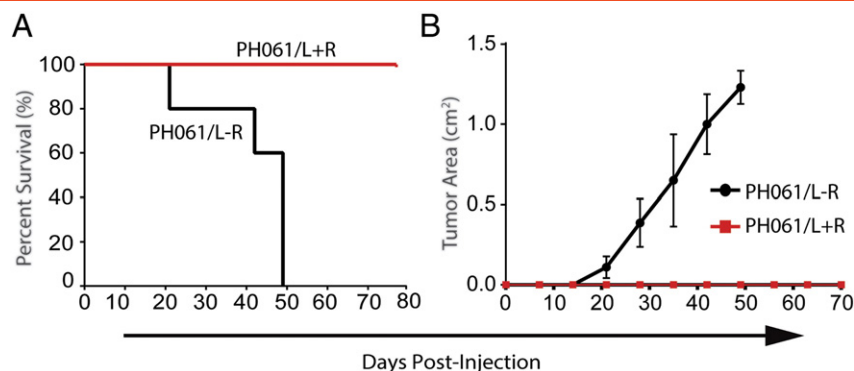 A
PH061/L+R
PH061/L-R
Percent Survival (%)
100
80
60
40
20
0
0 10 20 30 40 50 60 70 80
B
Tumor Area (cm²)
1.5
1.0
0.5
0.0
PH061/L-R
PH061/L+R
0 10 20 30 40 50 60 70
Days Post-Injection